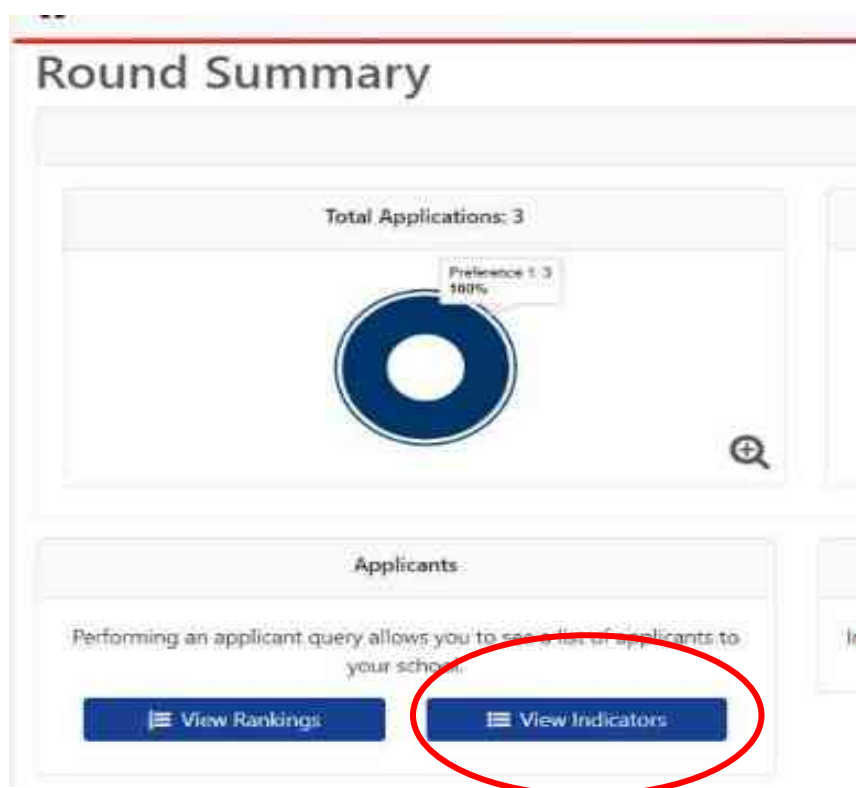 Round Summary
Total Applications: 3
Preference 1: 3
100%
Applicants
Performing an applicant query allows you to see a list of applicants to
your school.
View Rankings
View Indicators